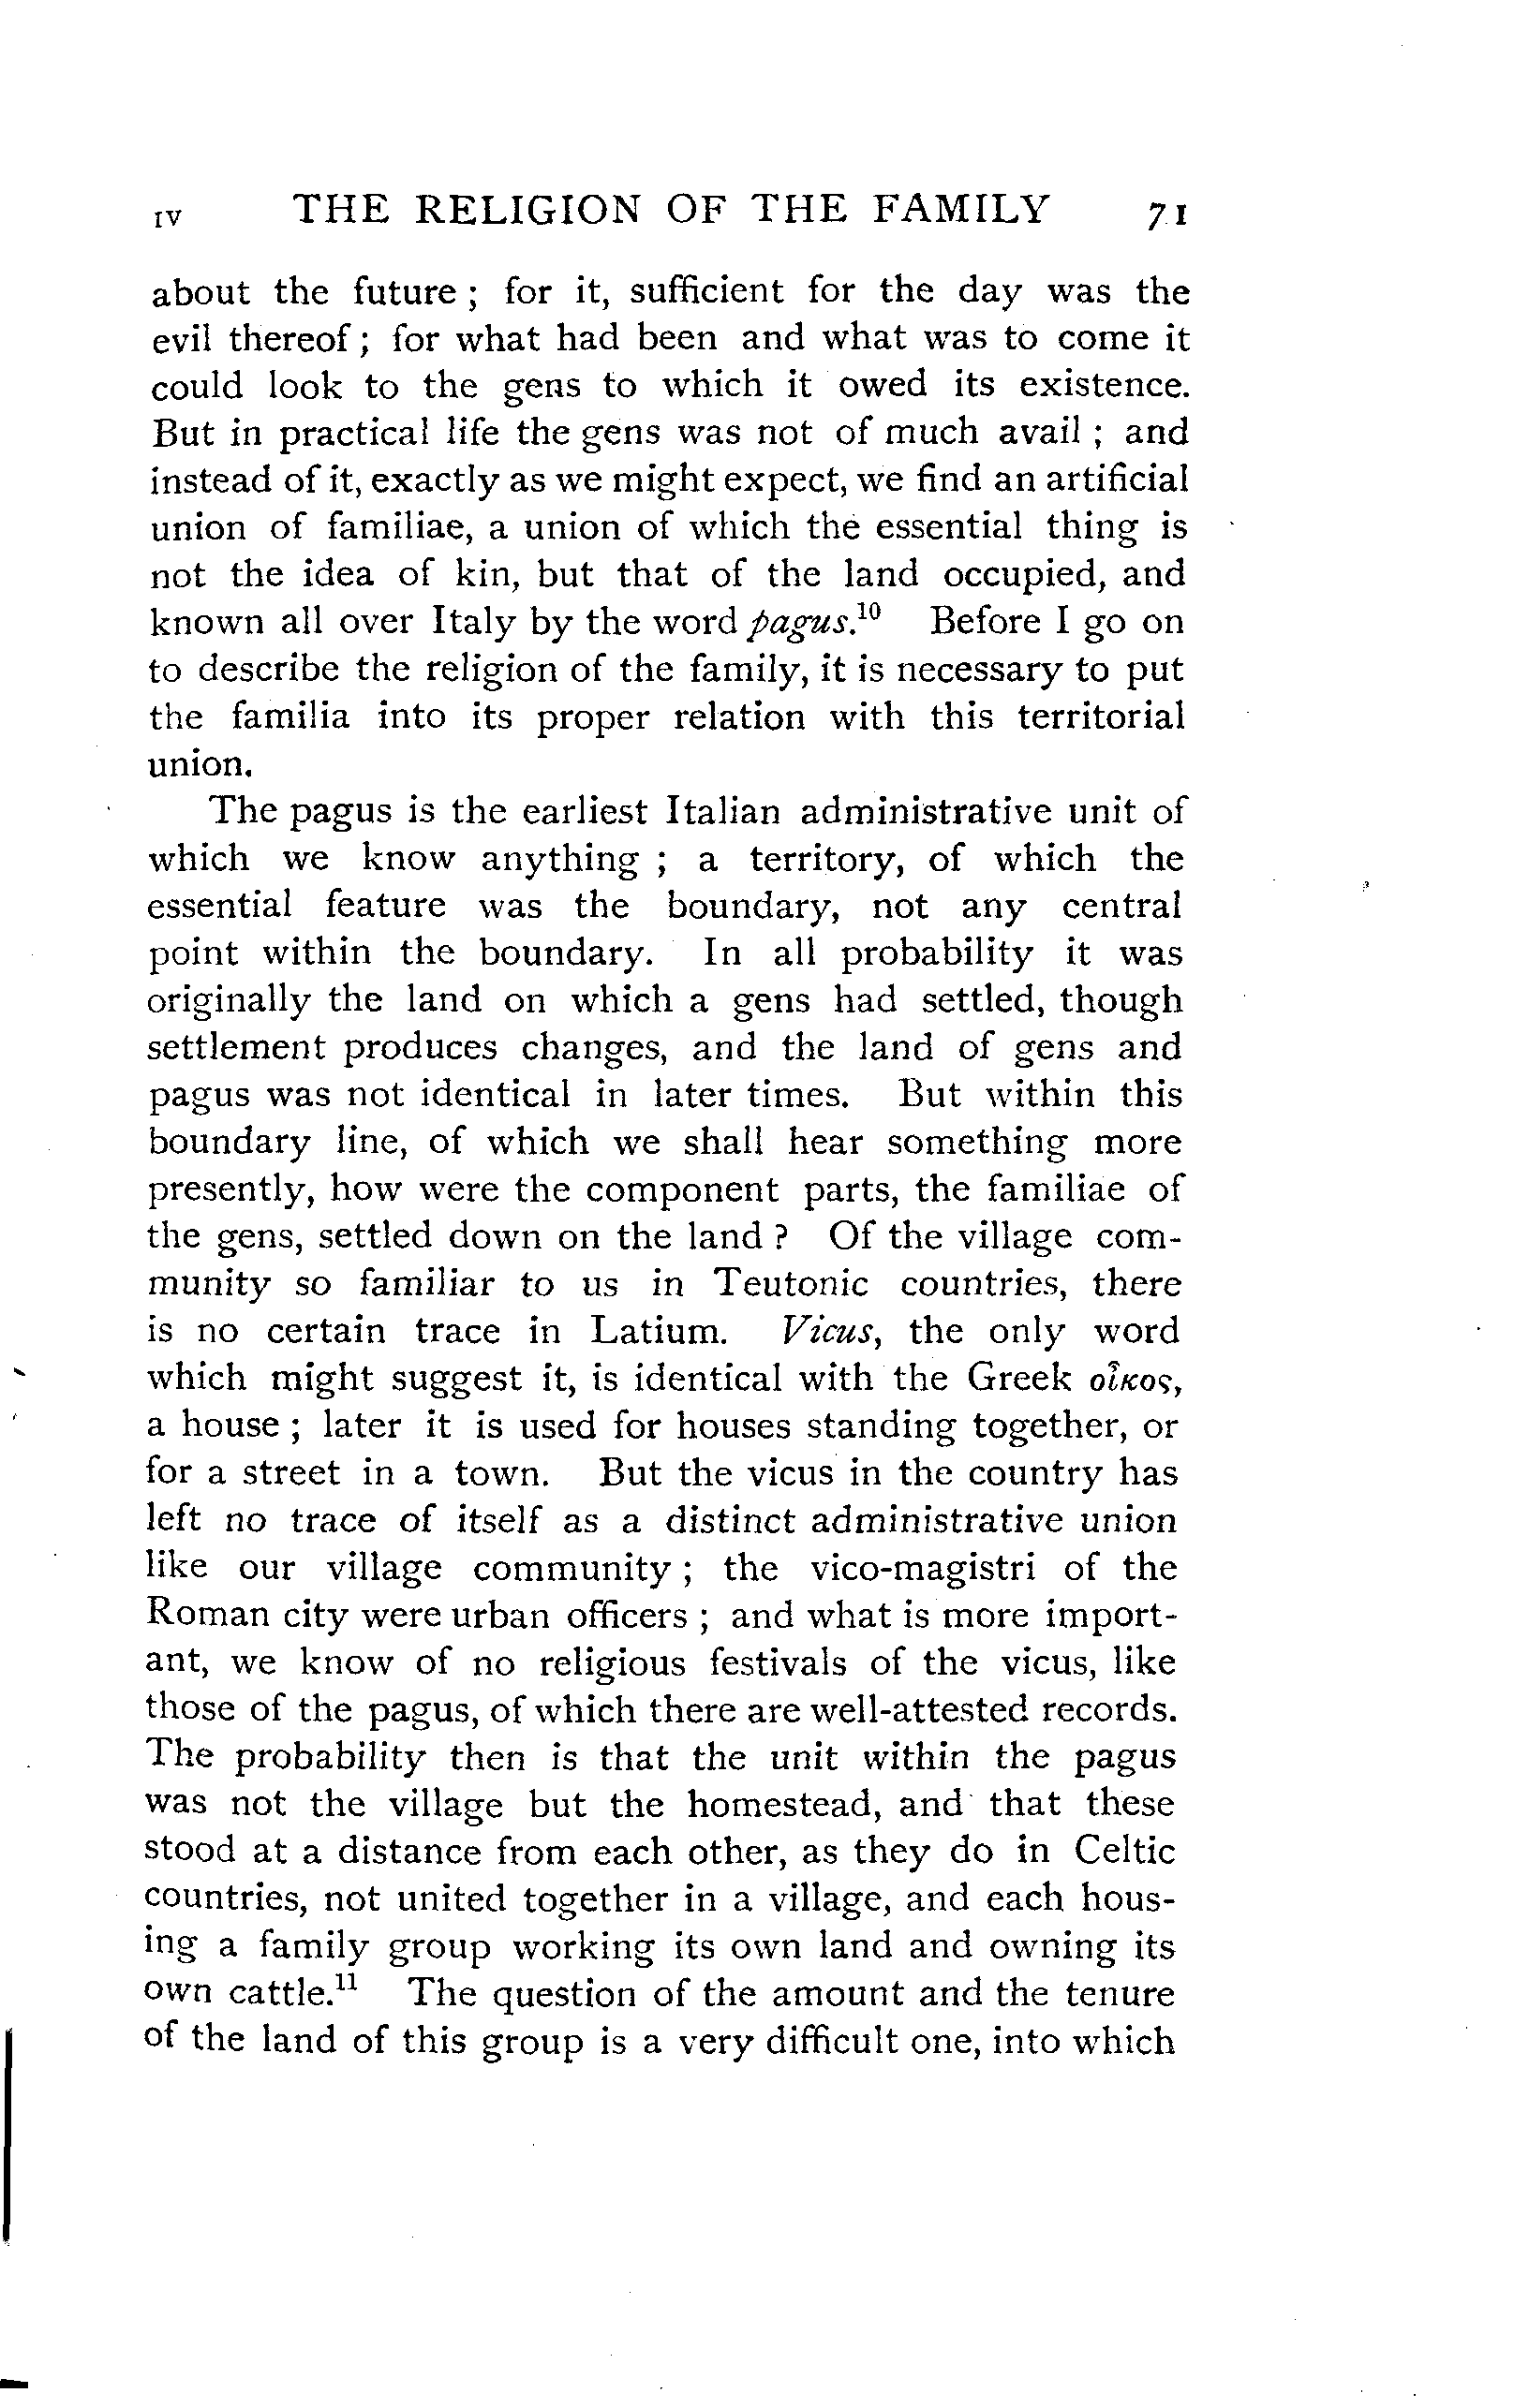 IV THE RELIGION OF THE FAMILY 71
about the future ; for it, sufficient for the day was the
evil thereof ; for what had been and what was to come it
could look to the gens to which it owed its existence.
But in practical life the gens was not of much avail ; and
instead of it, exactly as we might expect, we find an artificial
union of familiae, a union of which the essential thing is
not the idea of kin, but that of the land occupied, and
known all over Italy by the word pagus.¹⁰ Before I go on
to describe the religion of the family, it is necessary to put
the familia into its proper relation with this territorial
union.
The pagus is the earliest Italian administrative unit of
which we know anything ; a territory, of which the
essential feature was the boundary, not any central
point within the boundary. In all probability it was
originally the land on which a gens had settled, though
settlement produces changes, and the land of gens and
pagus was not identical in later times. But within this
boundary line, of which we shall hear something more
presently, how were the component parts, the familiae of
the gens, settled down on the land ? Of the village com-
munity so familiar to us in Teutonic countries, there
is no certain trace in Latium. Vicus, the only word
which might suggest it, is identical with the Greek οἶκος,
a house ; later it is used for houses standing together, or
for a street in a town. But the vicus in the country has
left no trace of itself as a distinct administrative union
like our village community ; the vico-magistri of the
Roman city were urban officers ; and what is more import-
ant, we know of no religious festivals of the vicus, like
those of the pagus, of which there are well-attested records.
The probability then is that the unit within the pagus
was not the village but the homestead, and that these
stood at a distance from each other, as they do in Celtic
countries, not united together in a village, and each hous-
ing a family group working its own land and owning its
own cattle.¹¹ The question of the amount and the tenure
of the land of this group is a very difficult one, into which